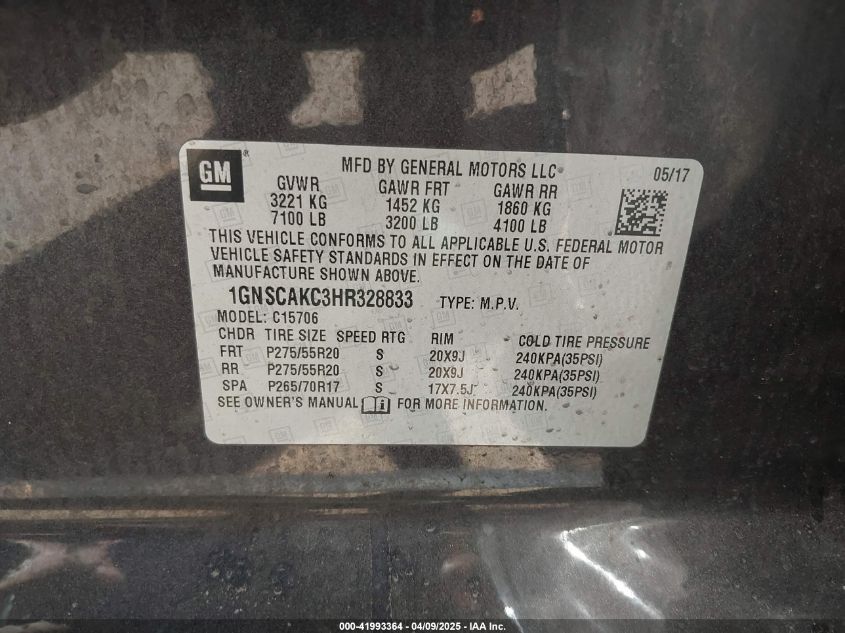 GM ® MFD BY GENERAL MOTORS LLC 05/17
GVWR GAWR FRT GAWR RR
3221 KG 1452 KG 1860 KG
7100 LB 3200 LB 4100 LB
THIS VEHICLE CONFORMS TO ALL APPLICABLE U.S. FEDERAL MOTOR
VEHICLE SAFETY STANDARDS IN EFFECT ON THE DATE OF
MANUFACTURE SHOWN ABOVE.
1GNSCAKC3HR328833 TYPE: M.P.V.
MODEL: C15706
CHDR TIRE SIZE SPEED RTG RIM COLD TIRE PRESSURE
FRT P275/55R20 S 20X9J 240KPA(35PSI)
RR P275/55R20 S 20X9J 240KPA(35PSI)
SPA P265/70R17 S 17X7.5J 240KPA(35PSI)
SEE OWNER'S MANUAL FOR MORE INFORMATION.
000-41993364 | 04/09/2025 - IAA Inc.